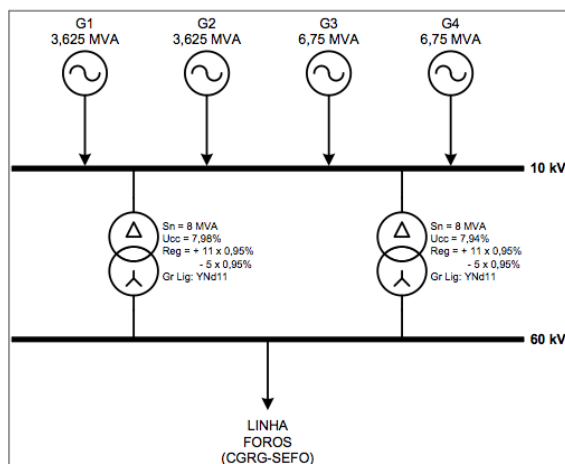 G1
3,625 MVA
G2
3,625 MVA
G3
6,75 MVA
G4
6,75 MVA
10 kV
Sn = 8 MVA
Ucc = 7,98%
Reg = + 11 x 0,95%
- 5 x 0,95%
Gr Lig: YNd11
Sn = 8 MVA
Ucc = 7,94%
Reg = + 11 x 0,95%
- 5 x 0,95%
Gr Lig: YNd11
60 kV
LINHA
FOROS
(CGRG-SEFO)